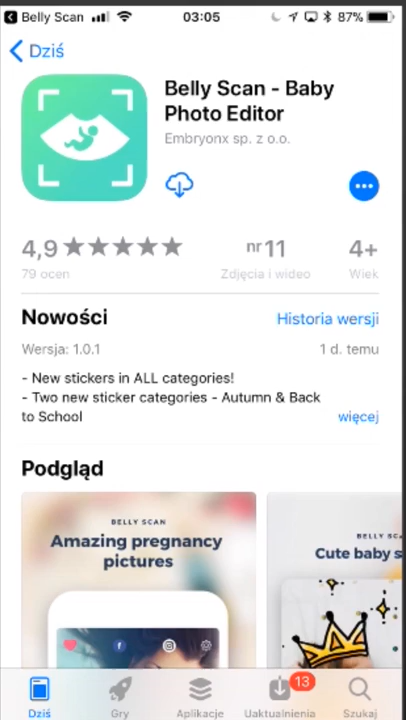 Belly Scan
03:05
87%
Dziś
Belly Scan - Baby
Photo Editor
Embryonx sp. z o.o.
4,9
nr 11
4+
79 ocen
Zdjęcia i wideo
Wiek
Nowości
Historia wersji
Wersja: 1.0.1
1 d. temu
- New stickers in ALL categories!
- Two new sticker categories - Autumn & Back
to School
więcej
Podgląd
BELLY SCAN
Amazing pregnancy
pictures
BELLY SC
Cute baby s
13
Dziś
Gry
Aplikacje
Uaktualnienia
Szukaj